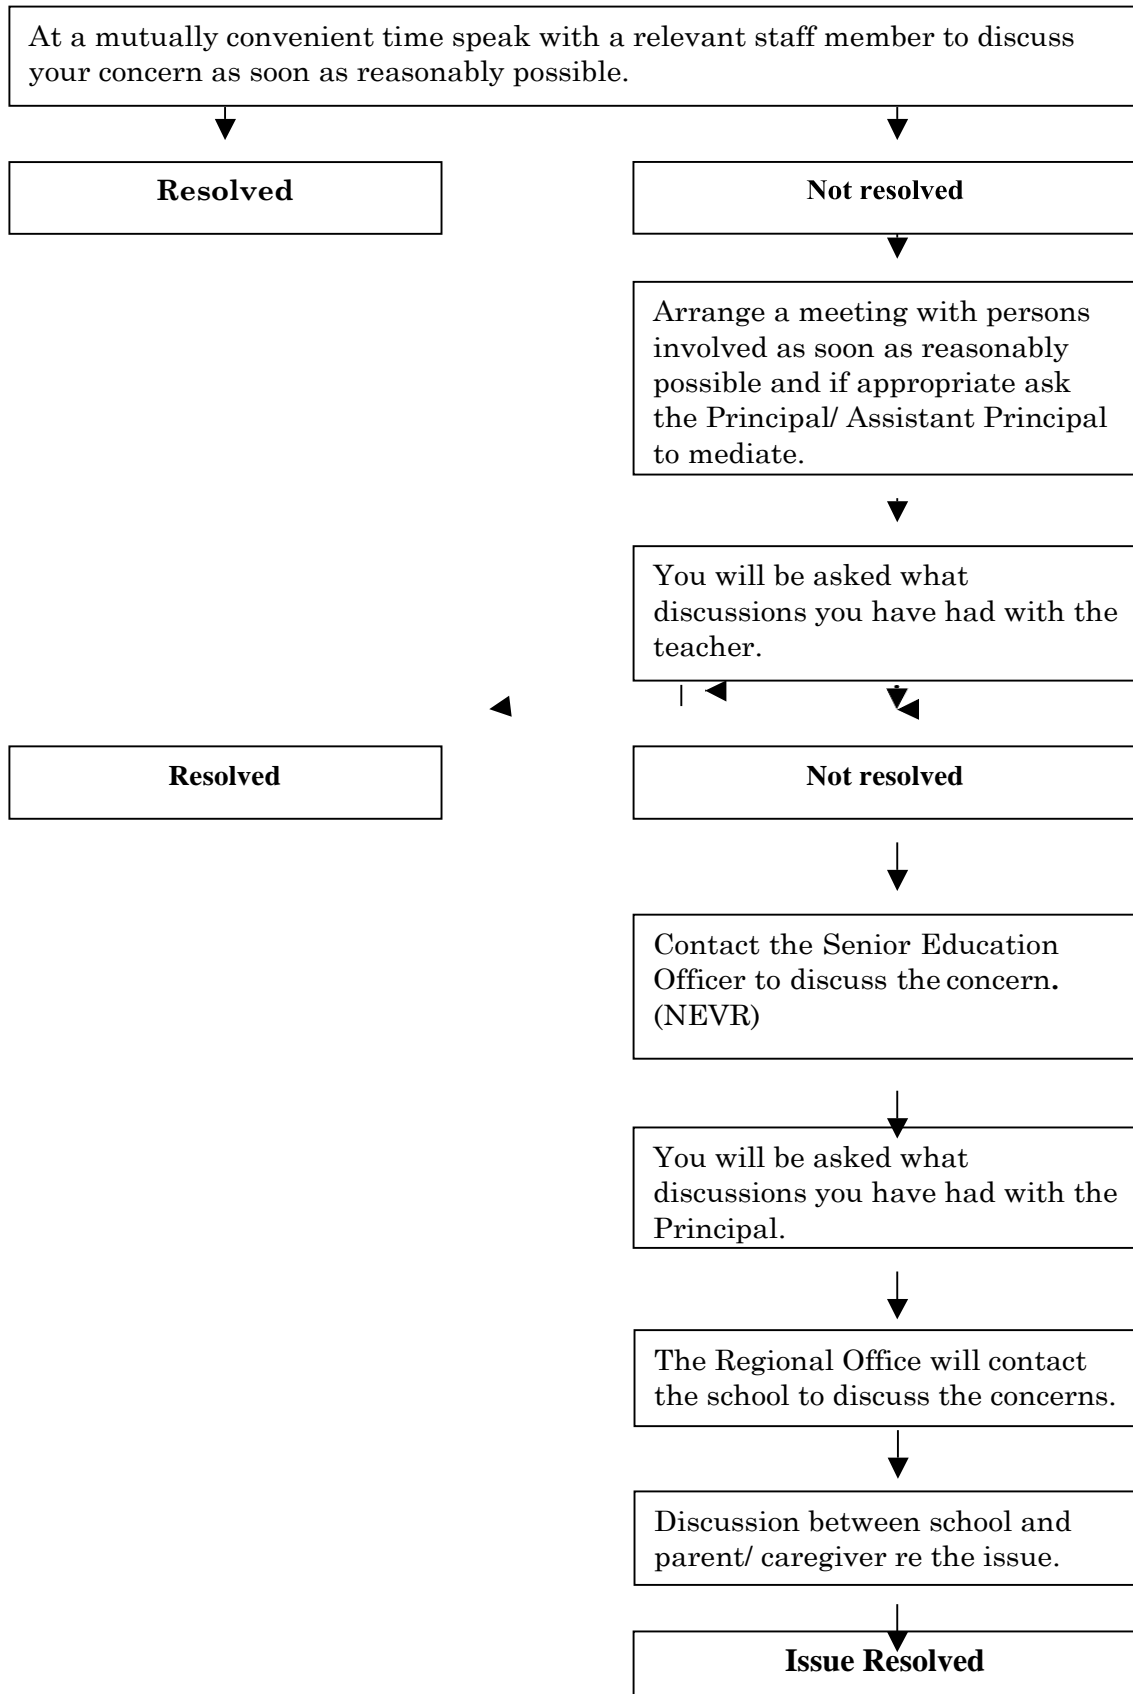 At a mutually convenient time speak with a relevant staff member to discuss
your concern as soon as reasonably possible.
Resolved
Not resolved
Arrange a meeting with persons
involved as soon as reasonably
possible and if appropriate ask
the Principal/ Assistant Principal
to mediate.
You will be asked what
discussions you have had with the
teacher.
Resolved
Not resolved
Contact the Senior Education
Officer to discuss the concern.
(NEVR)
You will be asked what
discussions you have had with the
Principal.
The Regional Office will contact
the school to discuss the concerns.
Discussion between school and
parent/ caregiver re the issue.
Issue Resolved